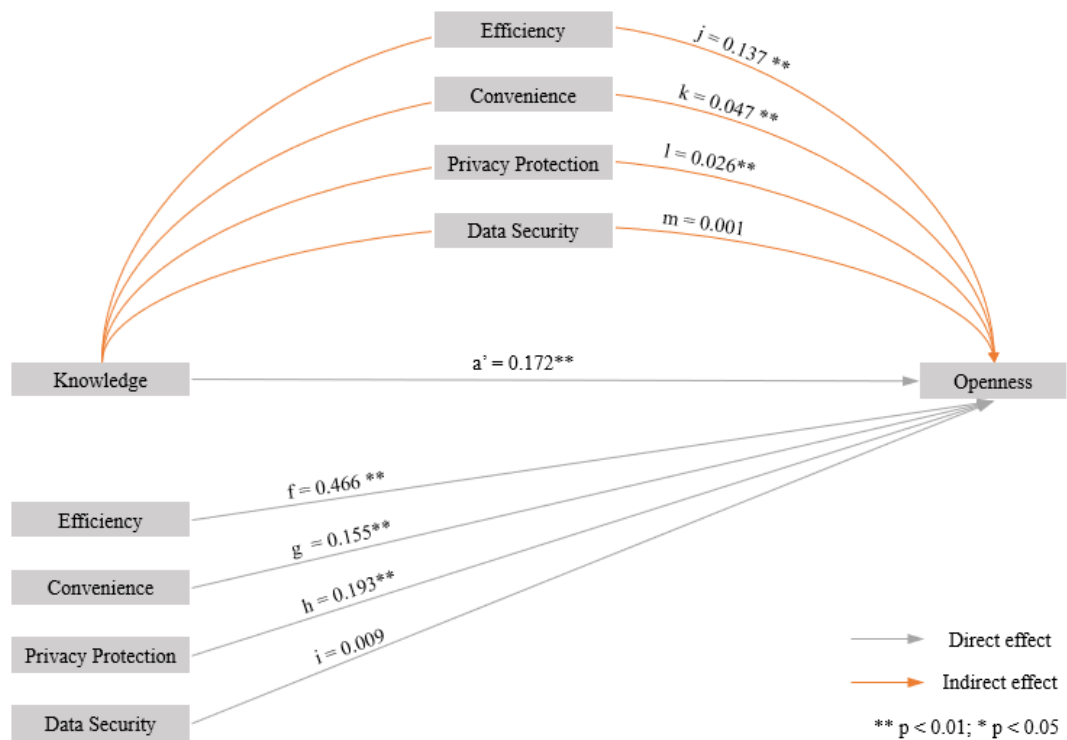 Efficiency
j = 0.137 **
Convenience
k = 0.047 **
Privacy Protection
l = 0.026**
Data Security
m = 0.001
Knowledge
a’ = 0.172**
Openness
f = 0.466 **
Efficiency
g = 0.155**
Convenience
h = 0.193**
Privacy Protection
i = 0.009
Data Security
Direct effect
Indirect effect
** p < 0.01; * p < 0.05